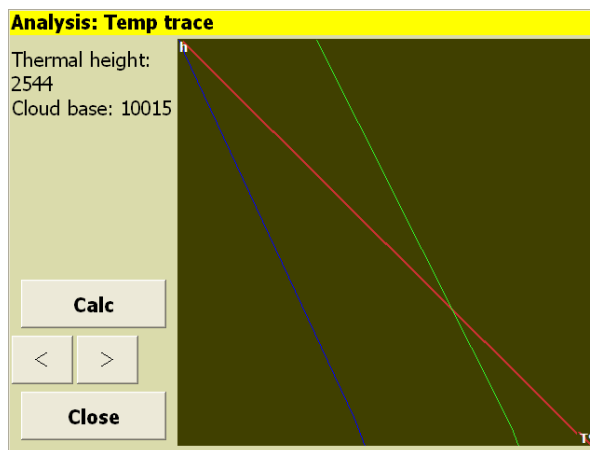 Analysis: Temp trace
Thermal height:
2544
Cloud base: 10015
h
Calc
< >
Close